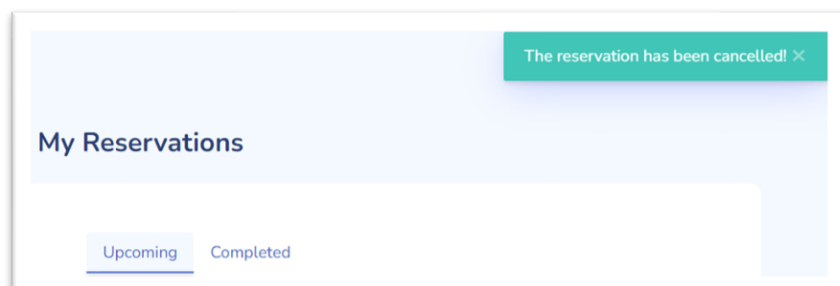 The reservation has been cancelled! ×
My Reservations
Upcoming Completed